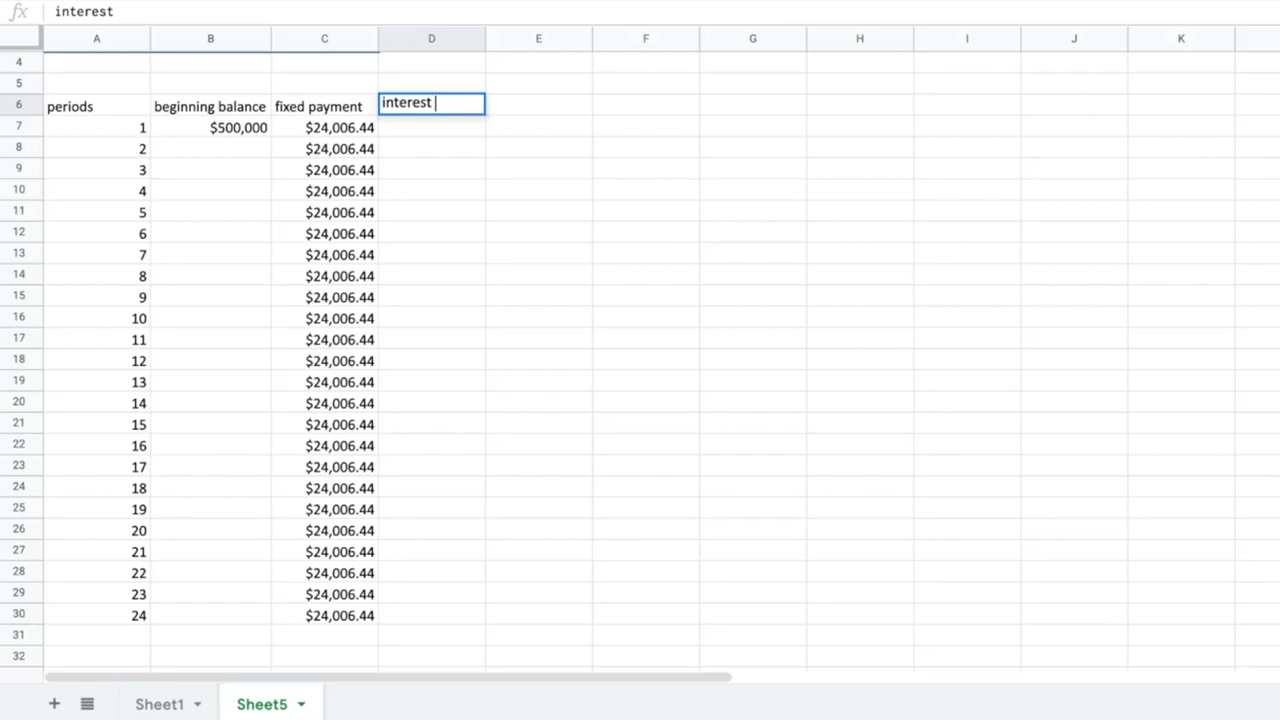 fx interest
A B C D E F G H I J K
4
5
6 periods beginning balance fixed payment interest
7 1 $500,000 $24,006.44
8 2 $24,006.44
9 3 $24,006.44
10 4 $24,006.44
11 5 $24,006.44
12 6 $24,006.44
13 7 $24,006.44
14 8 $24,006.44
15 9 $24,006.44
16 10 $24,006.44
17 11 $24,006.44
18 12 $24,006.44
19 13 $24,006.44
20 14 $24,006.44
21 15 $24,006.44
22 16 $24,006.44
23 17 $24,006.44
24 18 $24,006.44
25 19 $24,006.44
26 20 $24,006.44
27 21 $24,006.44
28 22 $24,006.44
29 23 $24,006.44
30 24 $24,006.44
31
32
+ Sheet1 Sheet5